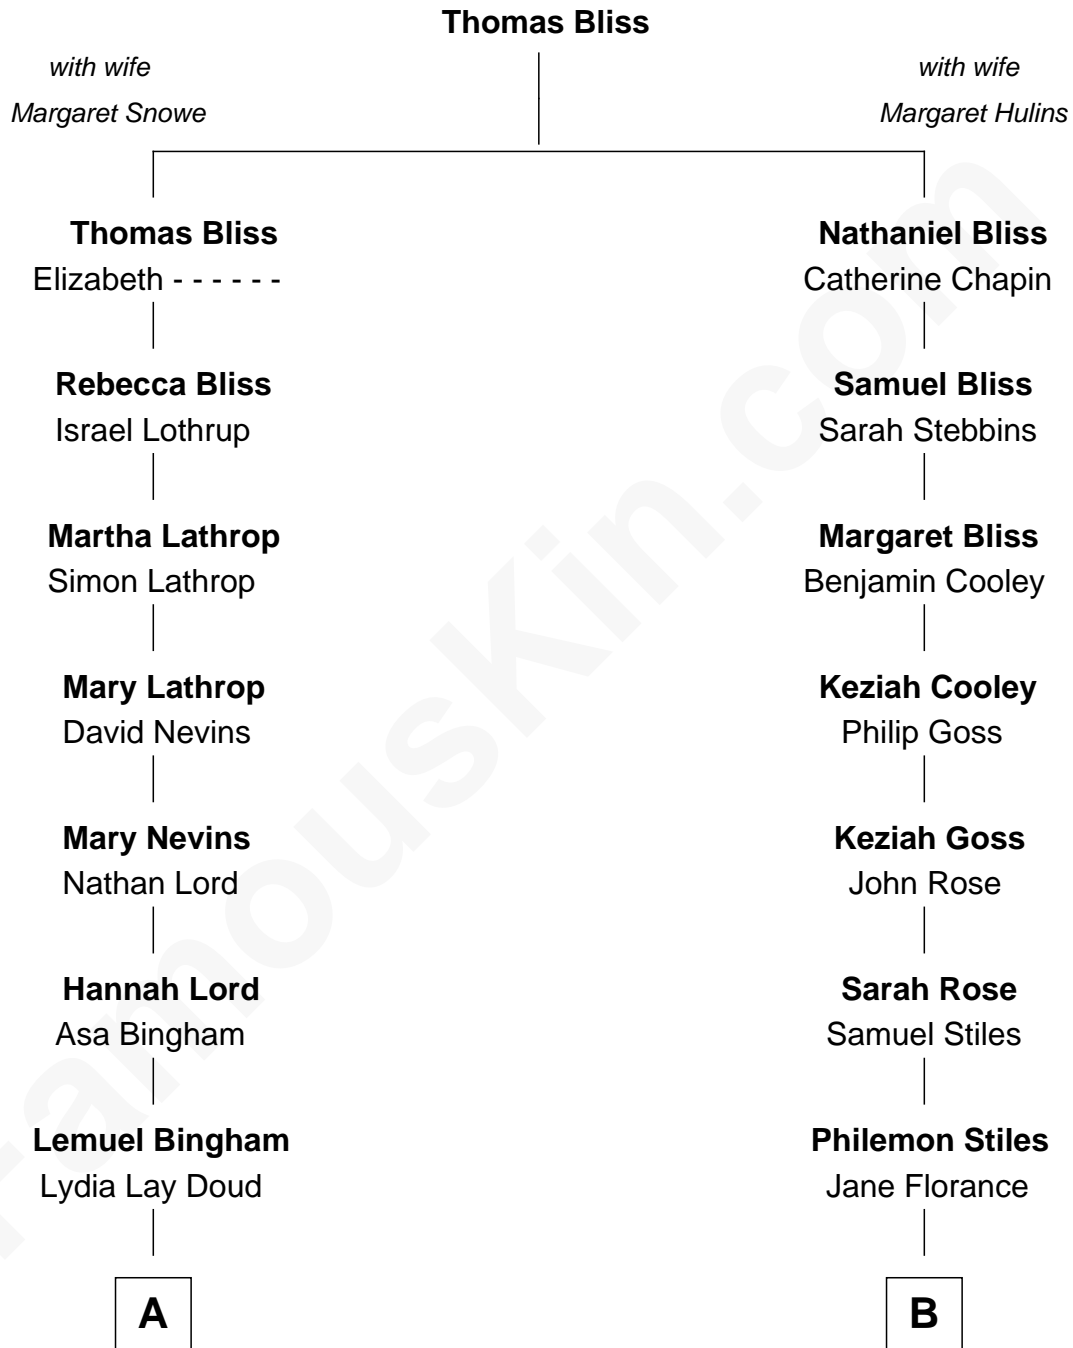 Thomas Bliss
with wife
Margaret Snowe
with wife
Margaret Hulins
Thomas Bliss
Elizabeth - - - - - -
Nathaniel Bliss
Catherine Chapin
Rebecca Bliss
Israel Lothrup
Samuel Bliss
Sarah Stebbins
Martha Lathrop
Simon Lathrop
Margaret Bliss
Benjamin Cooley
Mary Lathrop
David Nevins
Keziah Cooley
Philip Goss
Mary Nevins
Nathan Lord
Keziah Goss
John Rose
Hannah Lord
Asa Bingham
Sarah Rose
Samuel Stiles
Lemuel Bingham
Lydia Lay Doud
Philemon Stiles
Jane Florance
A
B
FamousKin.com